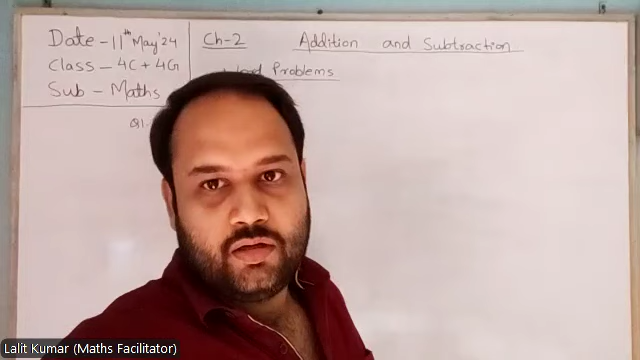 Date - 11th May'24
Class - 4C + 4G
Sub - Maths
Ch-2 Addition and Subtraction
Problems
Q1.
Lalit Kumar (Maths Facilitator)